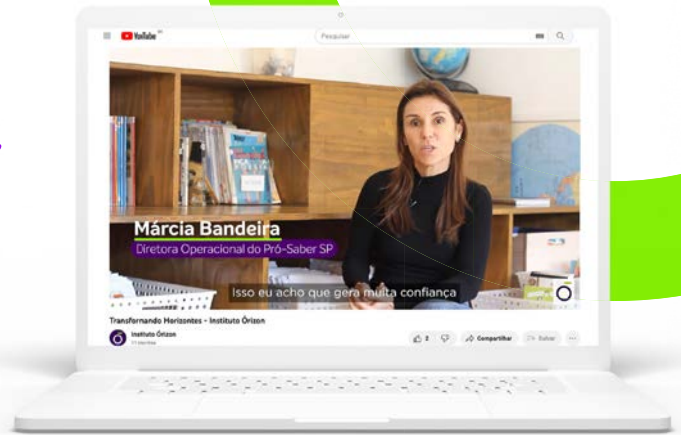 YouTube
Pesquisar
Márcia Bandeira
Diretora Operacional do Pró-Saber SP
Isso eu acho que gera muita confiança
Transfornando Horizontes - Instituto Órizon
Instituto Órizon
2
Compartilhar
Salvar